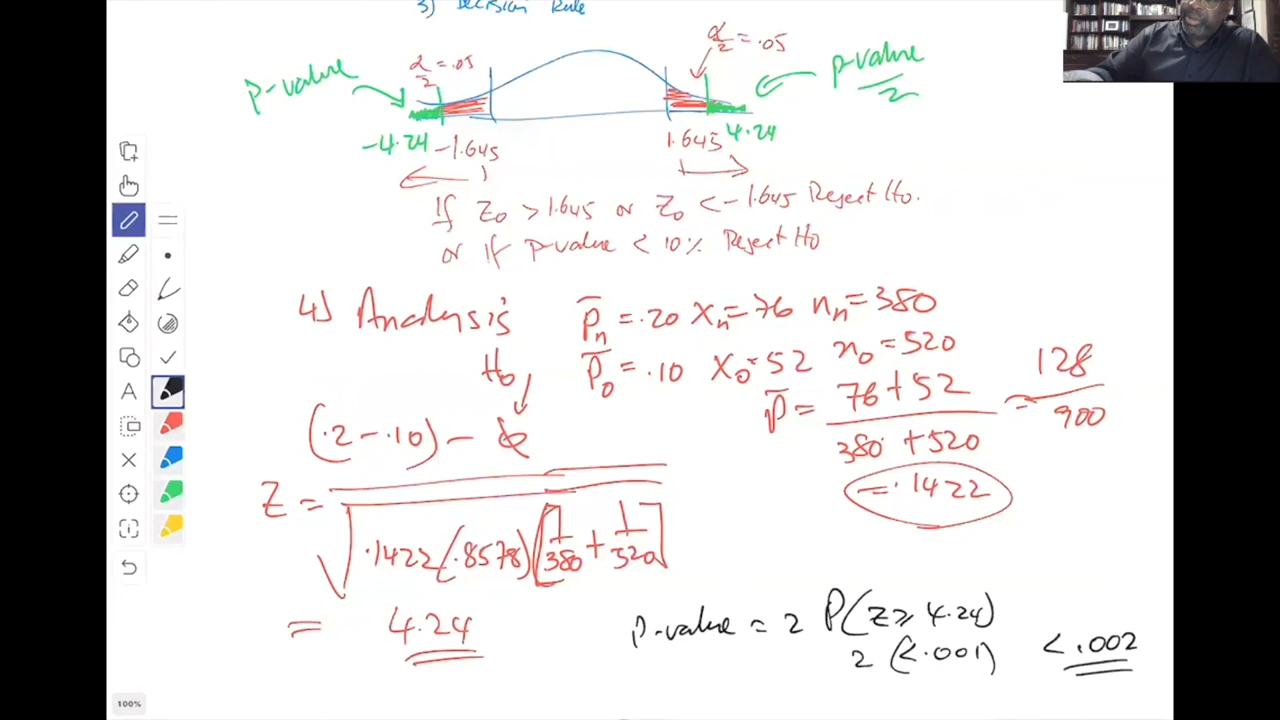 3) Decision Rule
α/2 = .05
α/2 = .05
p-value
p-value/2
-4.24 -1.645
1.645 4.24
If Z₀ > 1.645 or Z₀ < -1.645 Reject Ho.
or if p-value < 10% Reject Ho
4) Analysis
p̄ₙ = .20 Xₙ = 76 nₙ = 380
p̄₀ = .10 X₀ = 52 n₀ = 520
H₀
p̄ = (76 + 52)/(380 + 520) = 128/900
= .1422
Z = ((.2 - .10) - 0)/√(.1422(.8578)[1/380 + 1/520])
= 4.24
p-value = 2 P(Z ≥ 4.24)
2 (<.001) < .002
A
100%